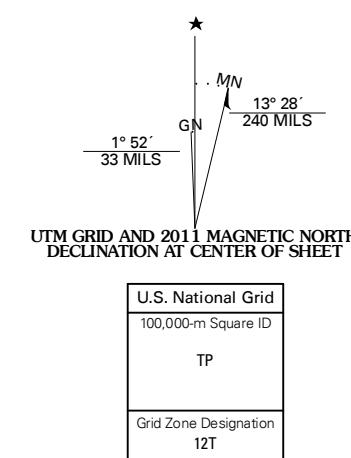 ★
MN
GN
1° 52´
33 MILS
13° 28´
240 MILS
UTM GRID AND 2011 MAGNETIC NORTH
DECLINATION AT CENTER OF SHEET
U.S. National Grid
100,000-m Square ID
TP
Grid Zone Designation
12T